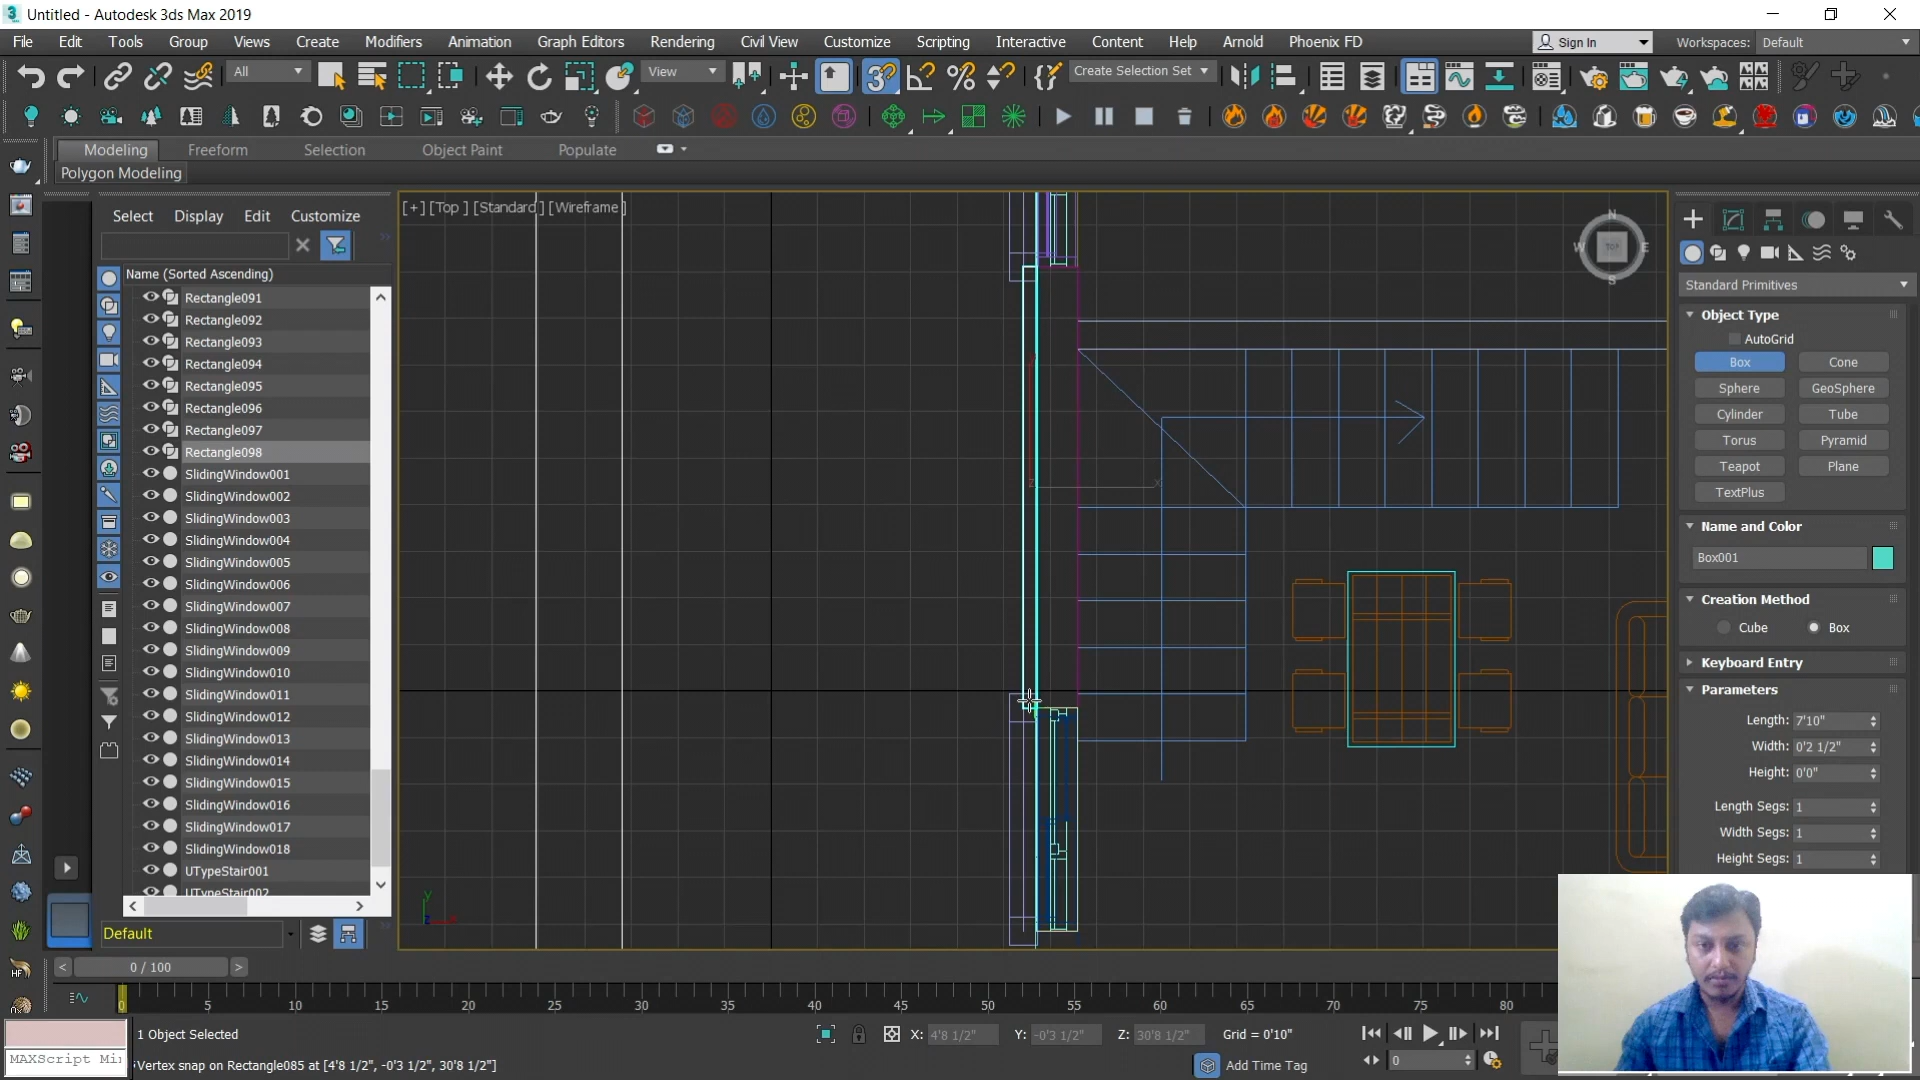 Untitled - Autodesk 3ds Max 2019
File Edit Tools Group Views Create Modifiers Animation Graph Editors Rendering Civil View Customize Scripting Interactive Content Help Arnold Phoenix FD
Sign In Workspaces: Default
All View Create Selection Set
Modeling Freeform Selection Object Paint Populate
Polygon Modeling
Select Display Edit Customize
Name (Sorted Ascending)
Rectangle091
Rectangle092
Rectangle093
Rectangle094
Rectangle095
Rectangle096
Rectangle097
Rectangle098
SlidingWindow001
SlidingWindow002
SlidingWindow003
SlidingWindow004
SlidingWindow005
SlidingWindow006
SlidingWindow007
SlidingWindow008
SlidingWindow009
SlidingWindow010
SlidingWindow011
SlidingWindow012
SlidingWindow013
SlidingWindow014
SlidingWindow015
SlidingWindow016
SlidingWindow017
SlidingWindow018
UTypeStair001
UTypeStair002
Default
[+] [Top ] [Standard ] [Wireframe ]
N
W TOP E
S
Standard Primitives
Object Type
AutoGrid
Box Cone
Sphere GeoSphere
Cylinder Tube
Torus Pyramid
Teapot Plane
TextPlus
Name and Color
Box001
Creation Method
Cube Box
Keyboard Entry
Parameters
Length: 7'10"
Width: 0'2 1/2"
Height: 0'0"
Length Segs: 1
Width Segs: 1
Height Segs: 1
< 0 / 100 >
0 5 10 15 20 25 30 35 40 45 50 55 60 65 70 75 80
1 Object Selected
X: 4'8 1/2" Y: -0'3 1/2" Z: 30'8 1/2" Grid = 0'10"
MAXScript Mi
Vertex snap on Rectangle085 at [4'8 1/2", -0'3 1/2", 30'8 1/2"]
Add Time Tag
0